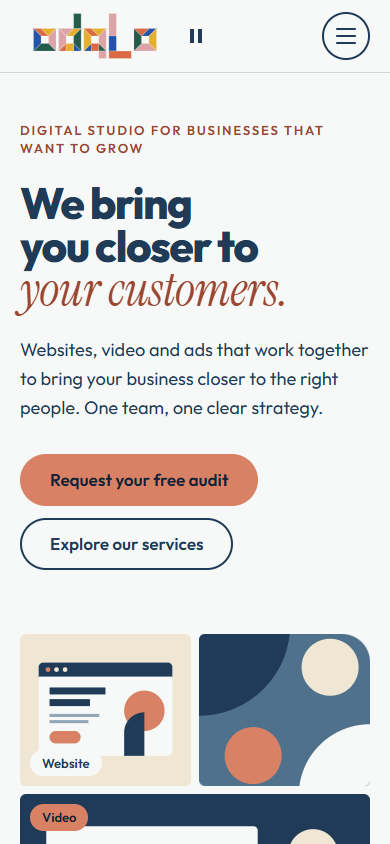 odqLo
DIGITAL STUDIO FOR BUSINESSES THAT
WANT TO GROW
We bring
you closer to
your customers.
Websites, video and ads that work together
to bring your business closer to the right
people. One team, one clear strategy.
Request your free audit
Explore our services
Website
Video